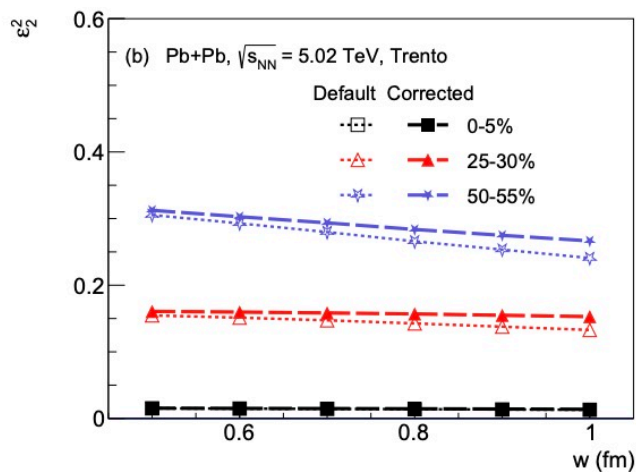 ε₂²
0.6
(b) Pb+Pb, √s_NN = 5.02 TeV, Trento
Default Corrected
0-5%
0.4
25-30%
50-55%
0.2
0
0.6 0.8 1
w (fm)